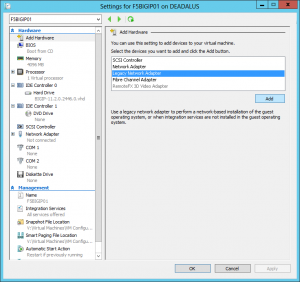 Settings for F5BIGIP01 on DEADALUS
F5BIGIP01
Hardware
Add Hardware
BIOS
Boot from CD
Memory
4096 MB
Processor
1 Virtual processor
IDE Controller 0
Hard Drive
BIGIP-11.2.0.2446.0.vhd
IDE Controller 1
DVD Drive
None
SCSI Controller
Network Adapter
Not connected
COM 1
None
COM 2
None
Diskette Drive
None
Management
Name
F5BIGIP01
Integration Services
All services offered
Snapshot File Location
V:\Virtual Machines\VM Configu...
Smart Paging File Location
V:\Virtual Machines\VM Configu...
Automatic Start Action
Restart if previously running
Add Hardware
You can use this setting to add devices to your virtual machine.
Select the devices you want to add and click the Add button.
SCSI Controller
Network Adapter
Legacy Network Adapter
Fibre Channel Adapter
RemoteFX 3D Video Adapter
Add
Use a legacy network adapter to perform a network-based installation of the guest
operating system, or when integration services are not installed in the guest operating
system.
OK
Cancel
Apply